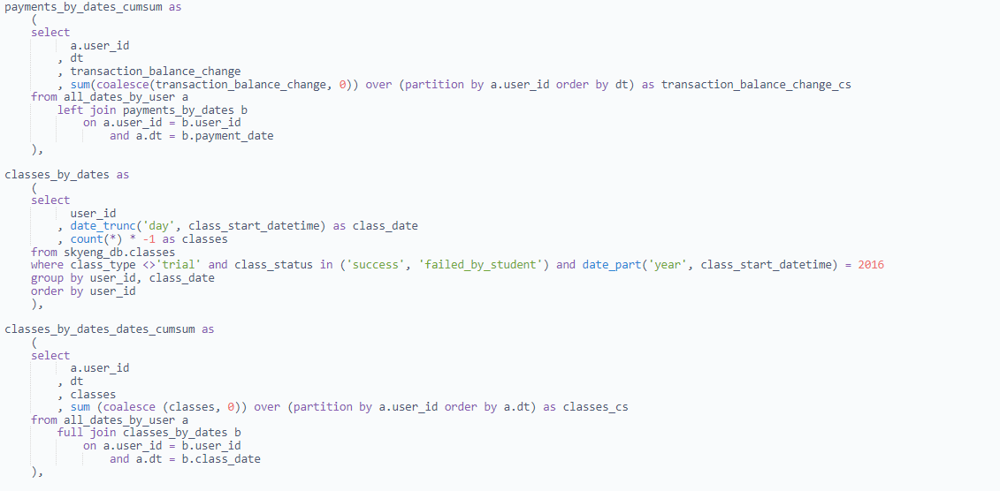 payments_by_dates_cumsum as
(
select
a.user_id
, dt
, transaction_balance_change
, sum(coalesce(transaction_balance_change, 0)) over (partition by a.user_id order by dt) as transaction_balance_change_cs
from all_dates_by_user a
left join payments_by_dates b
on a.user_id = b.user_id
and a.dt = b.payment_date
),
classes_by_dates as
(
select
user_id
, date_trunc('day', class_start_datetime) as class_date
, count(*) * -1 as classes
from skyeng_db.classes
where class_type <>'trial' and class_status in ('success', 'failed_by_student') and date_part('year', class_start_datetime) = 2016
group by user_id, class_date
order by user_id
),
classes_by_dates_dates_cumsum as
(
select
a.user_id
, dt
, classes
, sum (coalesce (classes, 0)) over (partition by a.user_id order by a.dt) as classes_cs
from all_dates_by_user a
full join classes_by_dates b
on a.user_id = b.user_id
and a.dt = b.class_date
),